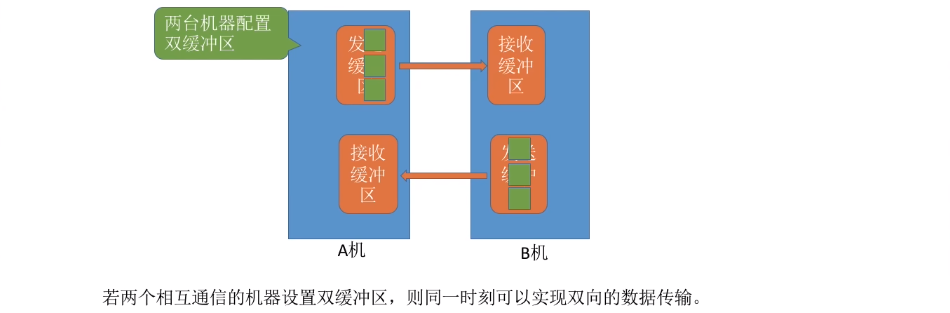 两台机器配置
双缓冲区
发
缓
区
接收
缓冲
区
接收
缓冲
区
发送
缓冲
A机
B机
若两个相互通信的机器设置双缓冲区，则同一时刻可以实现双向的数据传输。